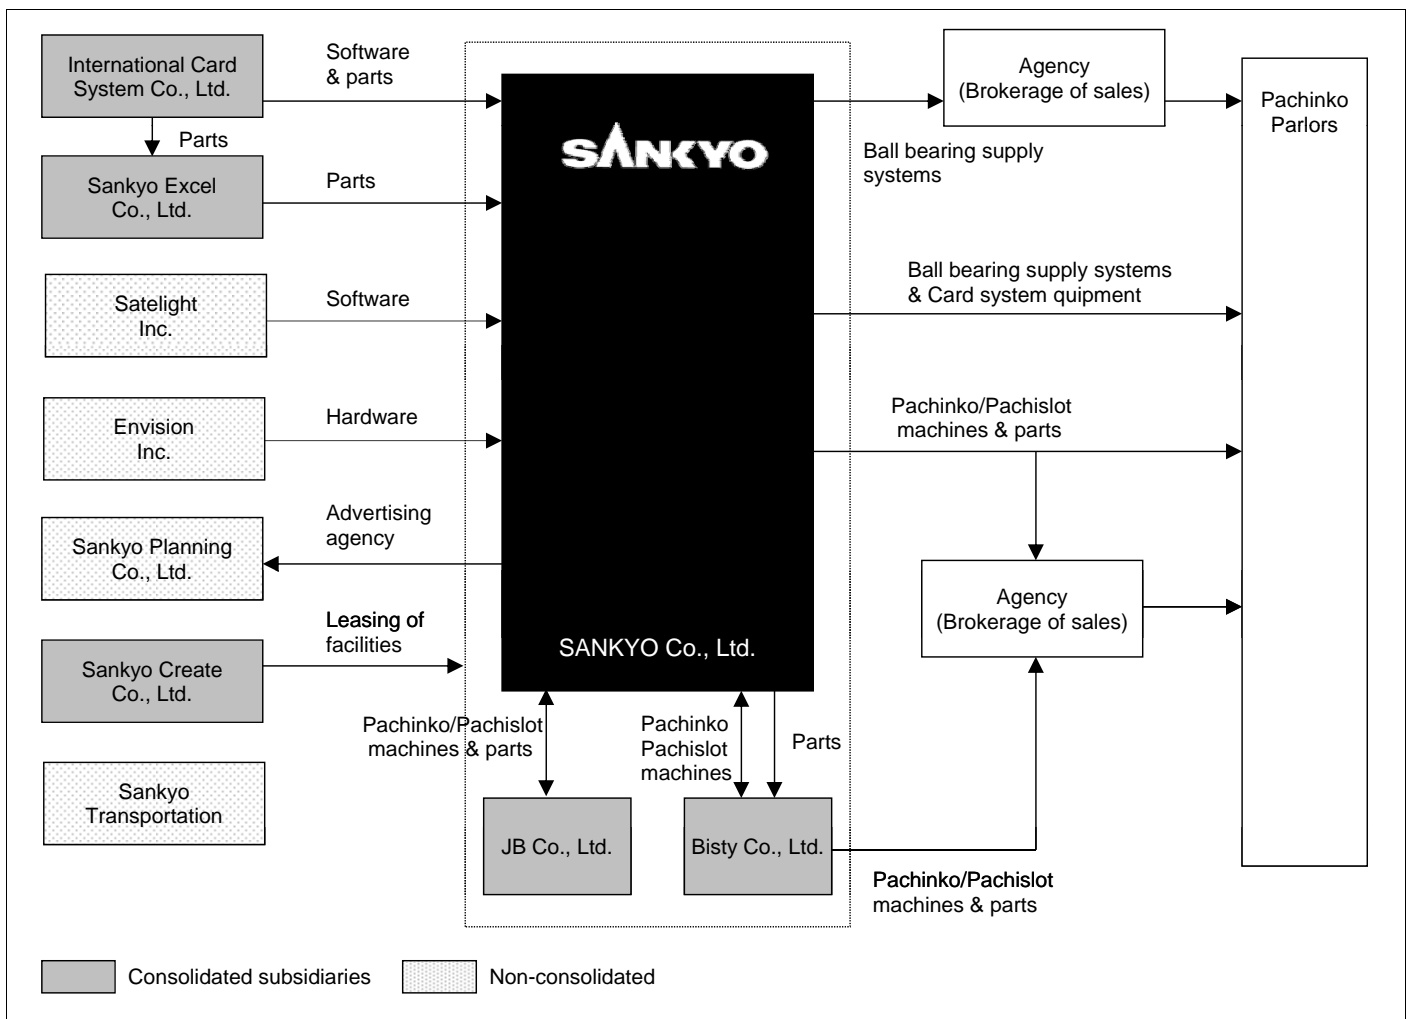 International Card
System Co., Ltd.
Software
& parts
Parts
Sankyo Excel
Co., Ltd.
Parts
Satelight
Inc.
Software
Envision
Inc.
Hardware
Sankyo Planning
Co., Ltd.
Advertising
agency
Sankyo Create
Co., Ltd.
Leasing of
facilities
Sankyo
Transportation
SANKYO
SANKYO Co., Ltd.
Pachinko/Pachislot
machines & parts
Pachinko
Pachislot
machines
Parts
JB Co., Ltd.
Bisty Co., Ltd.
Agency
(Brokerage of sales)
Ball bearing supply
systems
Ball bearing supply systems
& Card system quipment
Pachinko/Pachislot
machines & parts
Agency
(Brokerage of sales)
Pachinko/Pachislot
machines & parts
Pachinko
Parlors
Consolidated subsidiaries
Non-consolidated